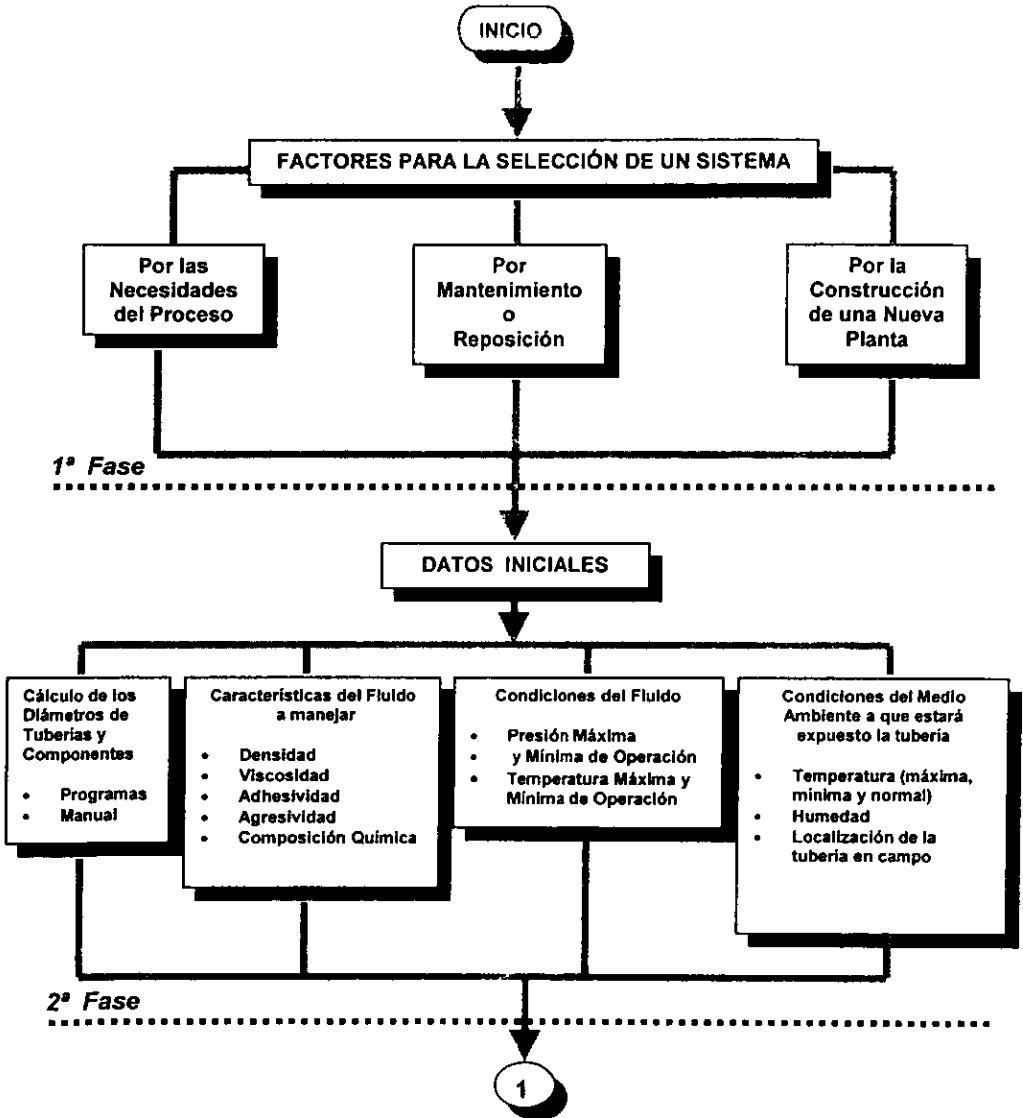 INICIO
FACTORES PARA LA SELECCIÓN DE UN SISTEMA
Por las
Necesidades
del Proceso
Por
Mantenimiento
o
Reposición
Por la
Construcción
de una Nueva
Planta
1ª Fase
DATOS INICIALES
Cálculo de los
Diámetros de
Tuberías y
Componentes
• Programas
• Manual
Características del Fluido
a manejar
• Densidad
• Viscosidad
• Adhesividad
• Agresividad
• Composición Química
Condiciones del Fluido
• Presión Máxima
• y Mínima de Operación
• Temperatura Máxima y
Mínima de Operación
Condiciones del Medio
Ambiente a que estará
expuesto la tubería
• Temperatura (máxima,
mínima y normal)
• Humedad
• Localización de la
tubería en campo
2ª Fase
1